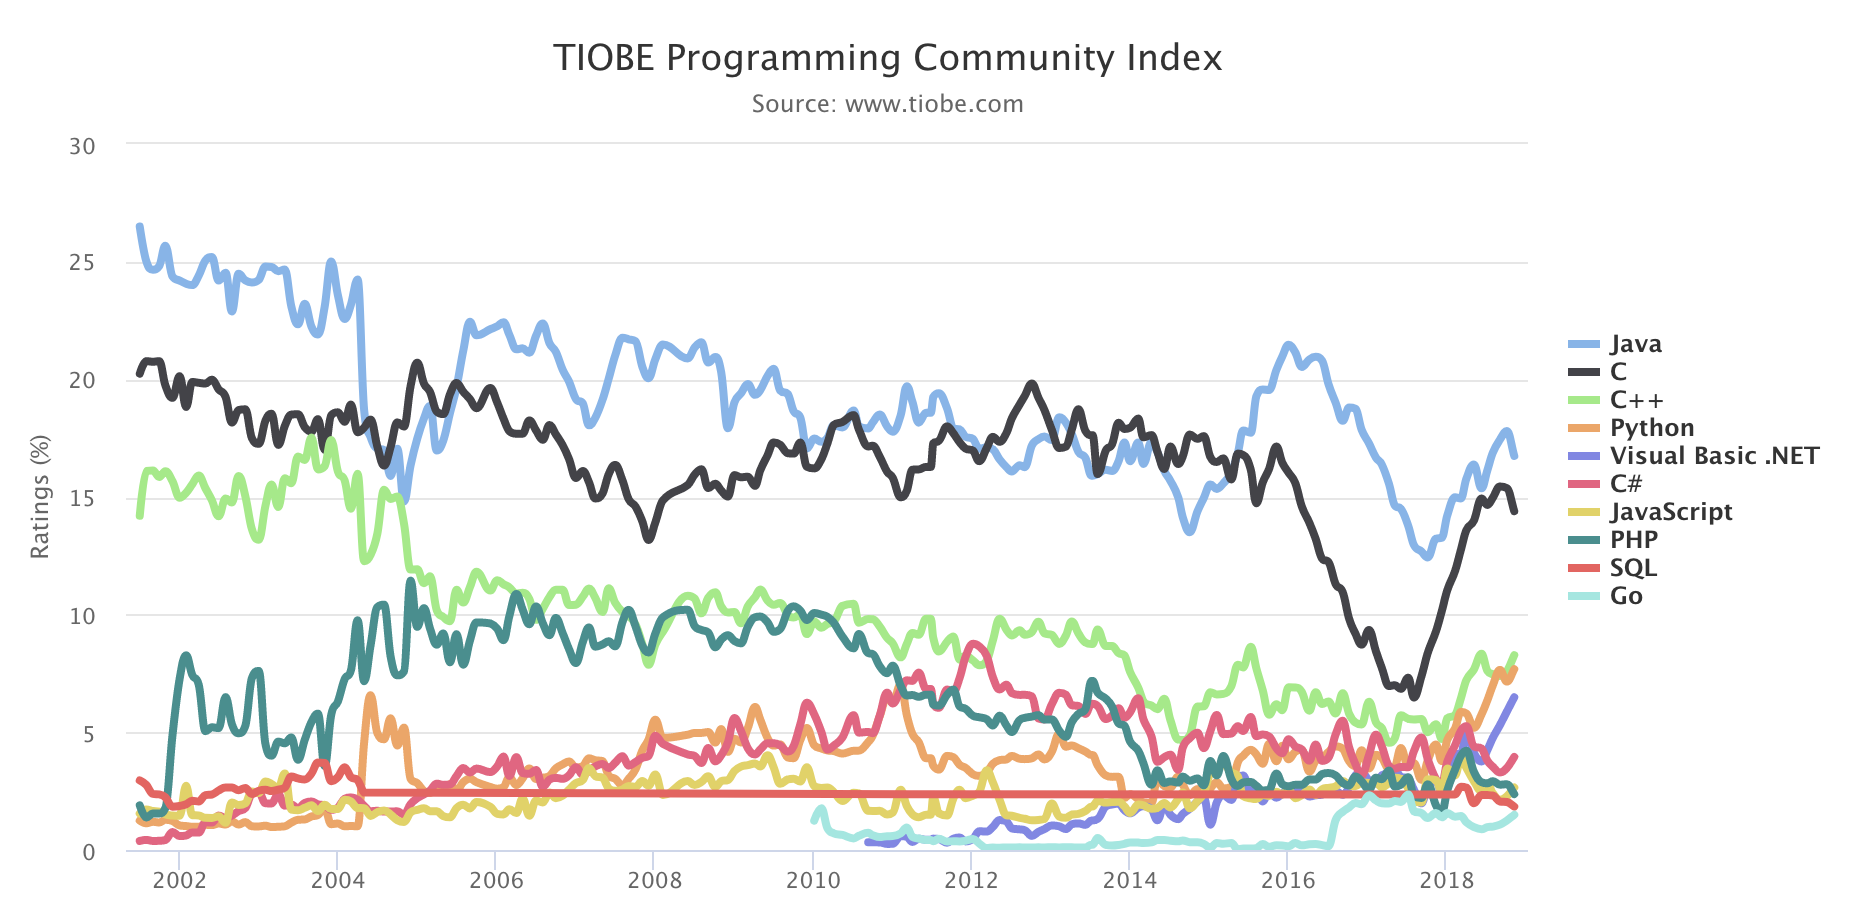 TIOBE Programming Community Index
Source: www.tiobe.com
Ratings (%)
30
25
20
15
10
5
0
2002 2004 2006 2008 2010 2012 2014 2016 2018
Java
C
C++
Python
Visual Basic .NET
C#
JavaScript
PHP
SQL
Go